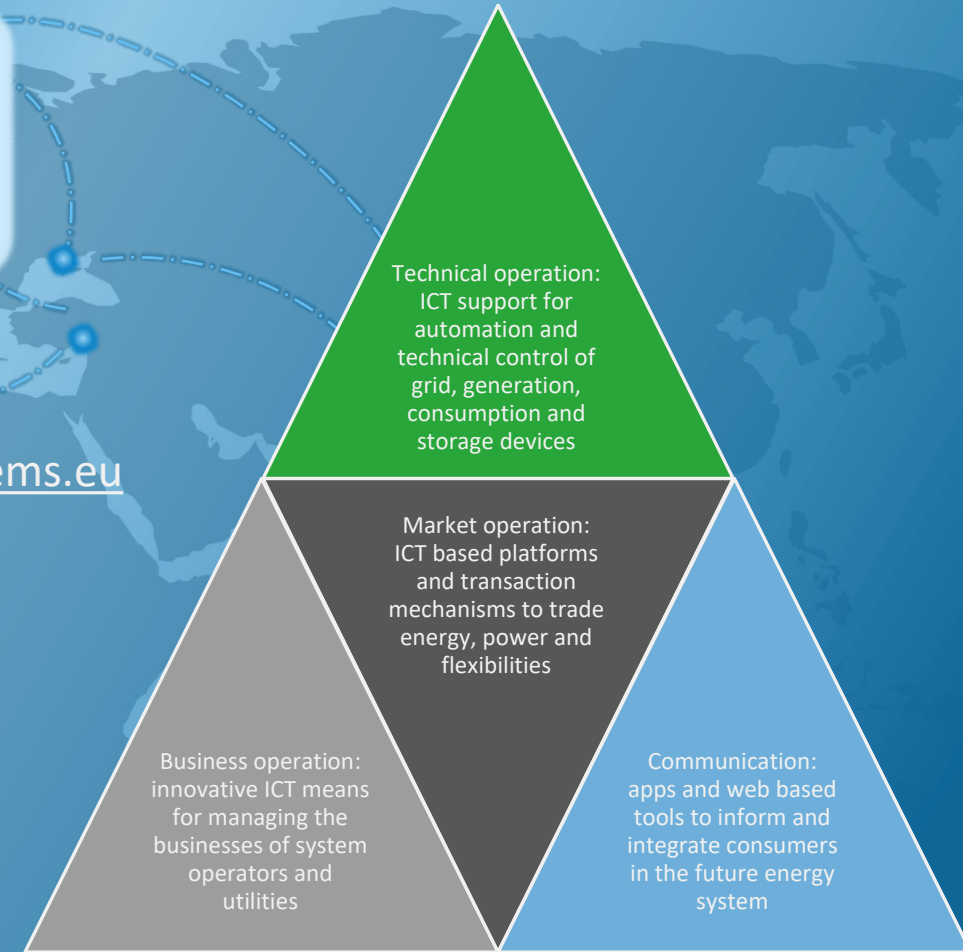 Technical operation:
ICT support for
automation and
technical control of
grid, generation,
consumption and
storage devices
ems.eu
Market operation:
ICT based platforms
and transaction
mechanisms to trade
energy, power and
flexibilities
Business operation:
innovative ICT means
for managing the
businesses of system
operators and
utilities
Communication:
apps and web based
tools to inform and
integrate consumers
in the future energy
system